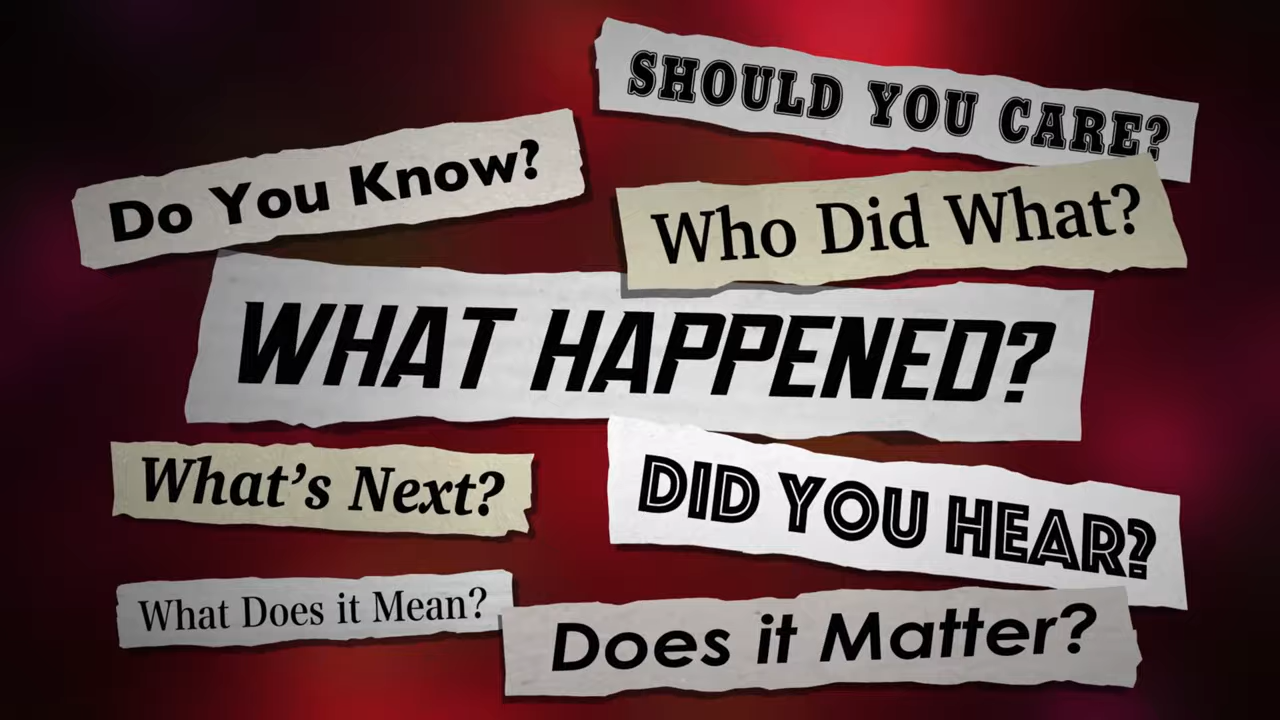 SHOULD YOU CARE?
Do You Know?
Who Did What?
WHAT HAPPENED?
What's Next?
DID YOU HEAR?
What Does it Mean?
Does it Matter?